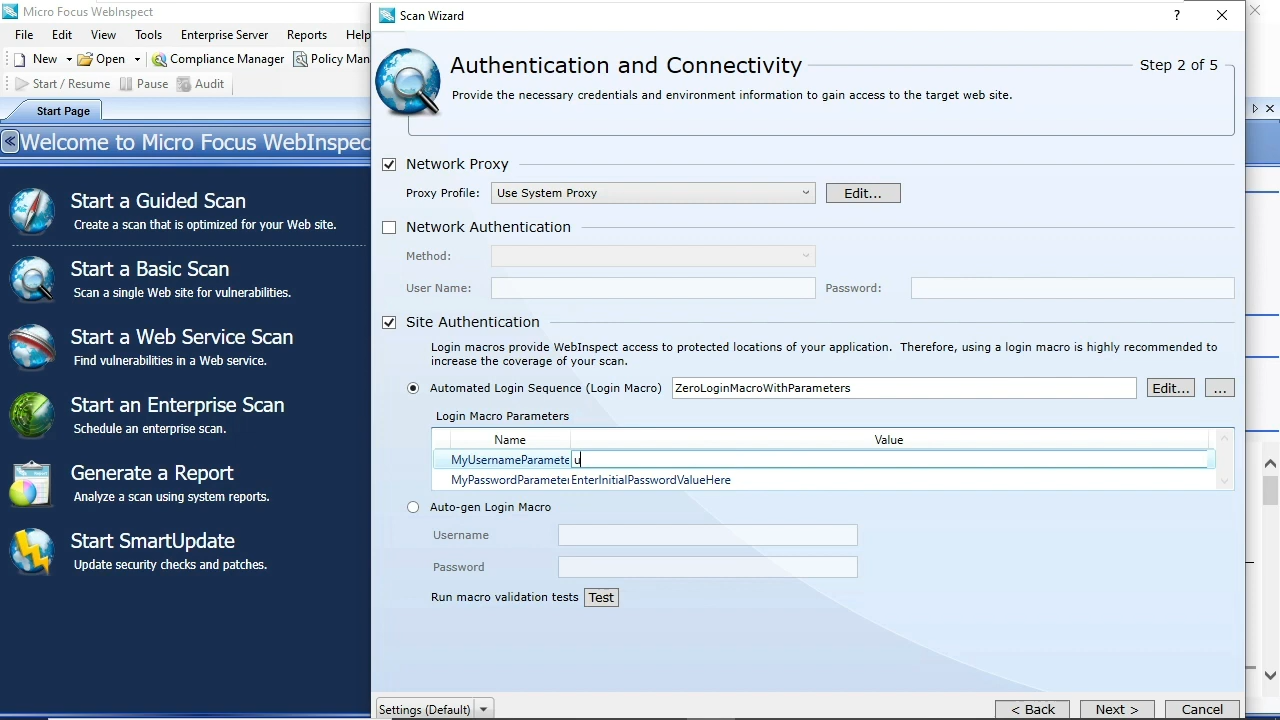 Micro Focus WebInspect
File Edit View Tools Enterprise Server Reports Help
New Open Compliance Manager Policy Man
Start / Resume Pause Audit
Start Page
Welcome to Micro Focus WebInspec
Start a Guided Scan
Create a scan that is optimized for your Web site.
Start a Basic Scan
Scan a single Web site for vulnerabilities.
Start a Web Service Scan
Find vulnerabilities in a Web service.
Start an Enterprise Scan
Schedule an enterprise scan.
Generate a Report
Analyze a scan using system reports.
Start SmartUpdate
Update security checks and patches.
Scan Wizard
?
Authentication and Connectivity
Step 2 of 5
Provide the necessary credentials and environment information to gain access to the target web site.
Network Proxy
Proxy Profile: Use System Proxy Edit...
Network Authentication
Method:
User Name: Password:
Site Authentication
Login macros provide WebInspect access to protected locations of your application. Therefore, using a login macro is highly recommended to
increase the coverage of your scan.
Automated Login Sequence (Login Macro) ZeroLoginMacroWithParameters Edit... ...
Login Macro Parameters
Name Value
MyUsernameParamete u
MyPasswordParameter EnterInitialPasswordValueHere
Auto-gen Login Macro
Username
Password
Run macro validation tests Test
Settings (Default) < Back Next > Cancel